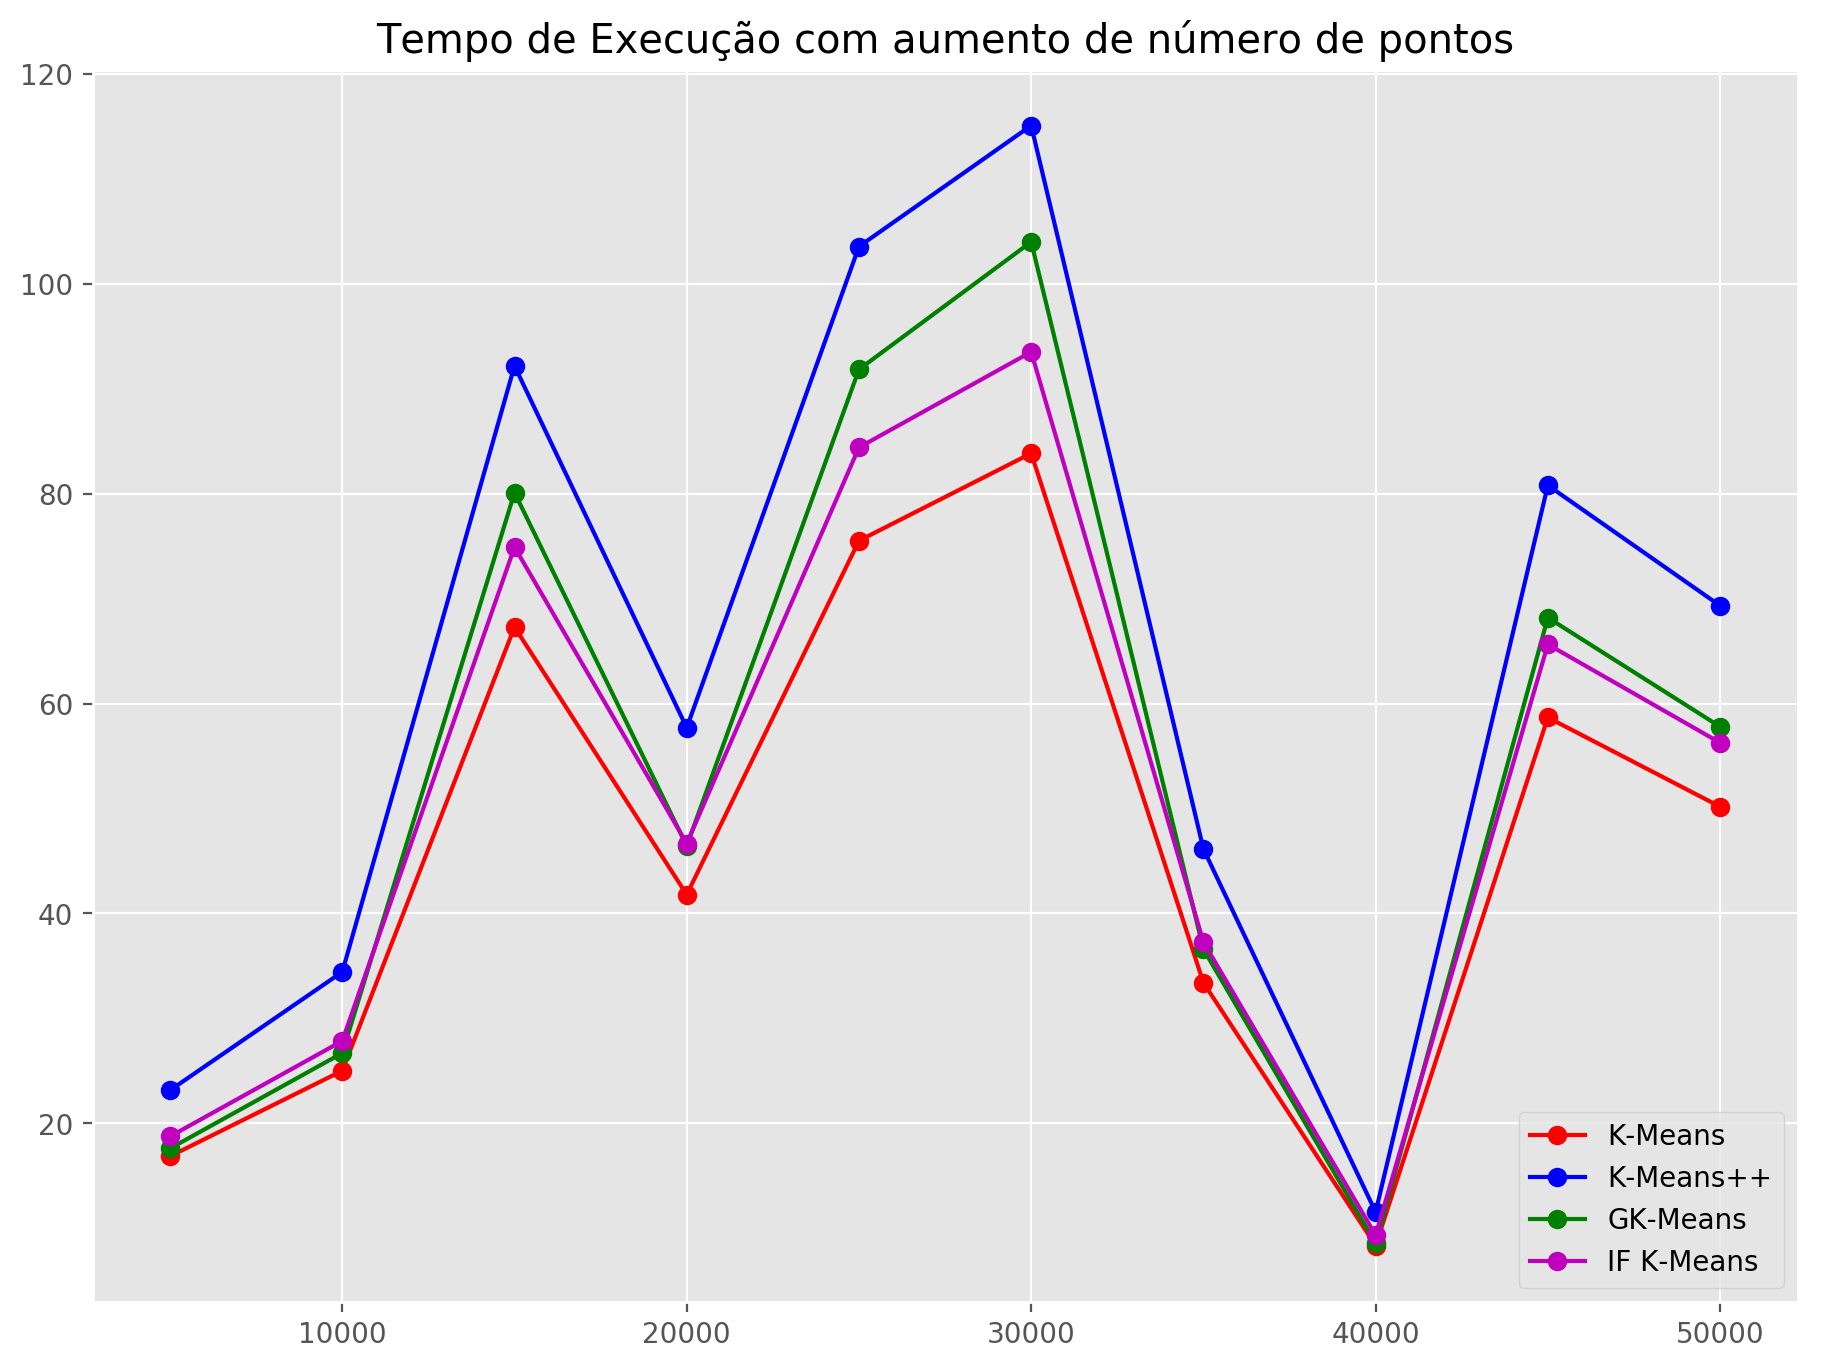 Tempo de Execução com aumento de número de pontos
120
100
80
60
40
20
K-Means
K-Means++
GK-Means
IF K-Means
10000 20000 30000 40000 50000